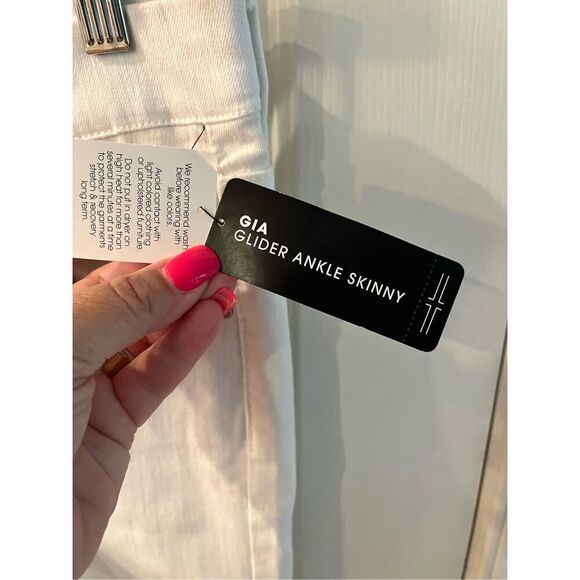 We recommend wash
before wearing with
like colors.
Avoid contact with
light colored clothing
or upholstered furniture.
Do not put in dryer on
high heat for more than
several minutes at a time
to protect the garments
stretch & recovery
long term.
GIA
GLIDER ANKLE SKINNY